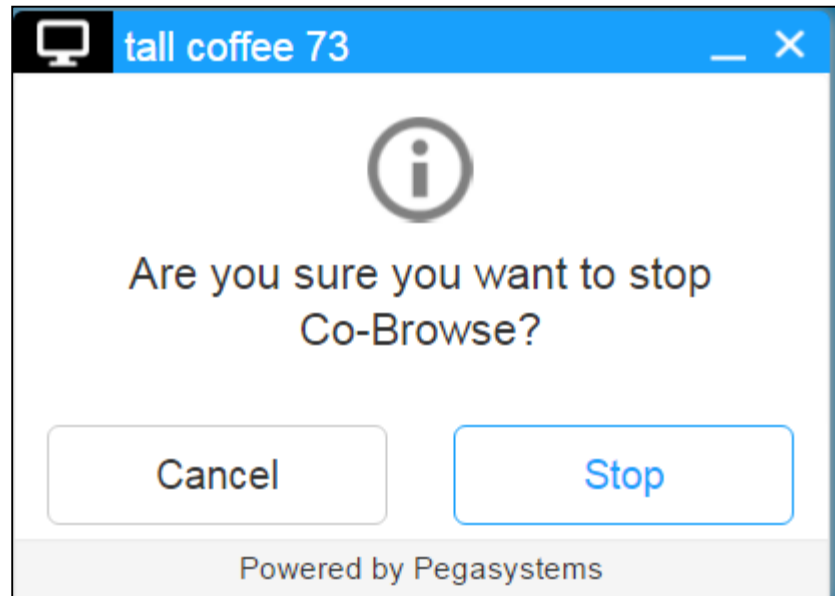 tall coffee 73
Are you sure you want to stop
Co-Browse?
Cancel Stop
Powered by Pegasystems